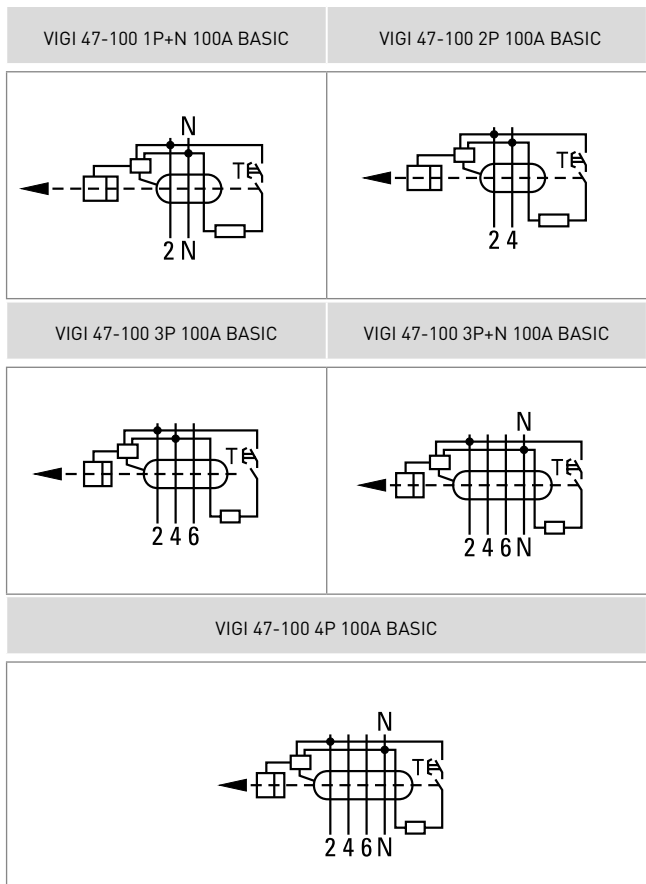 VIGI 47-100 1P+N 100A BASIC
VIGI 47-100 2P 100A BASIC
N
T
2 N
T
2 4
VIGI 47-100 3P 100A BASIC
VIGI 47-100 3P+N 100A BASIC
T
2 4 6
N
T
2 4 6 N
VIGI 47-100 4P 100A BASIC
N
T
2 4 6 N